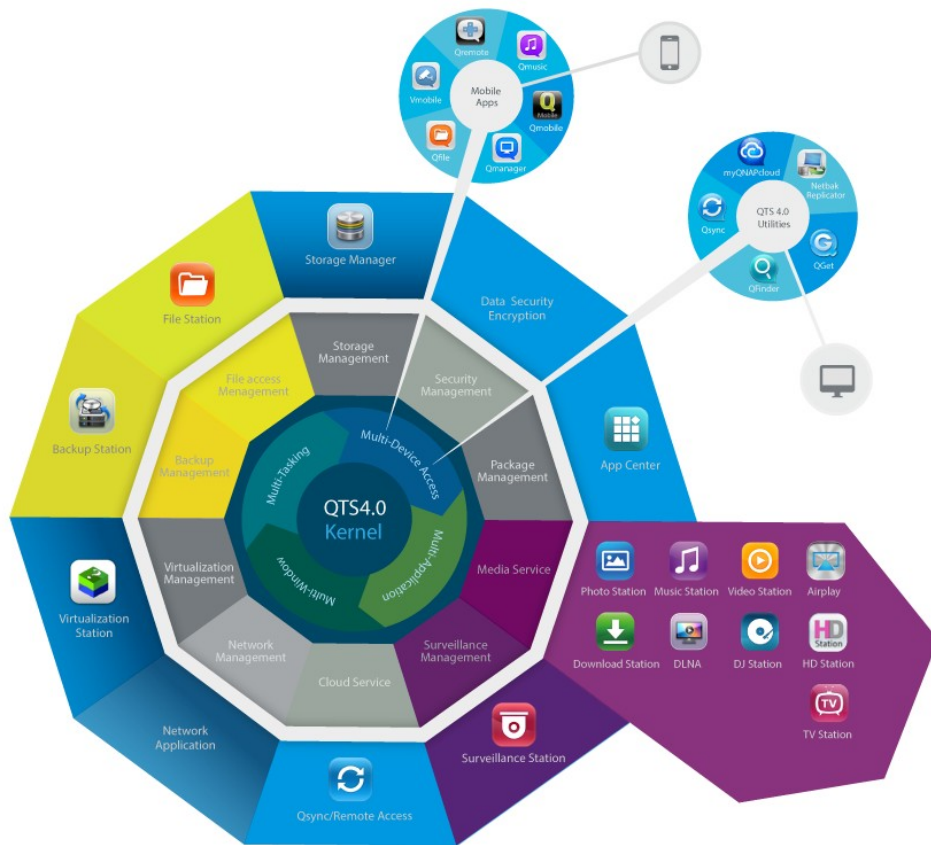 Qremote
Qmusic
Vmobile
Mobile
Apps
Q
Mobile
Qmobile
Qfile
Qmanager
myQNAPcloud
Netbak
Replicator
Qsync
QTS 4.0
Utilities
QGet
QFinder
Storage Manager
Data Security
Encryption
File Station
Storage
Management
File access
Menagement
Security
Management
Backup Station
Backup
Management
Multi-Tasking
Multi-Device Access
Package
Management
App Center
QTS4.0
Kernel
Multi-Window
Multi-Application
Virtualization
Management
Media Service
Virtualization
Station
Network
Management
Surveillance
Management
Cloud Service
Photo Station
Music Station
Video Station
Airplay
HD
Station
Download Station
DLNA
DJ Station
HD Station
TV
TV Station
Network
Application
Surveillance Station
Qsync/Remote Access